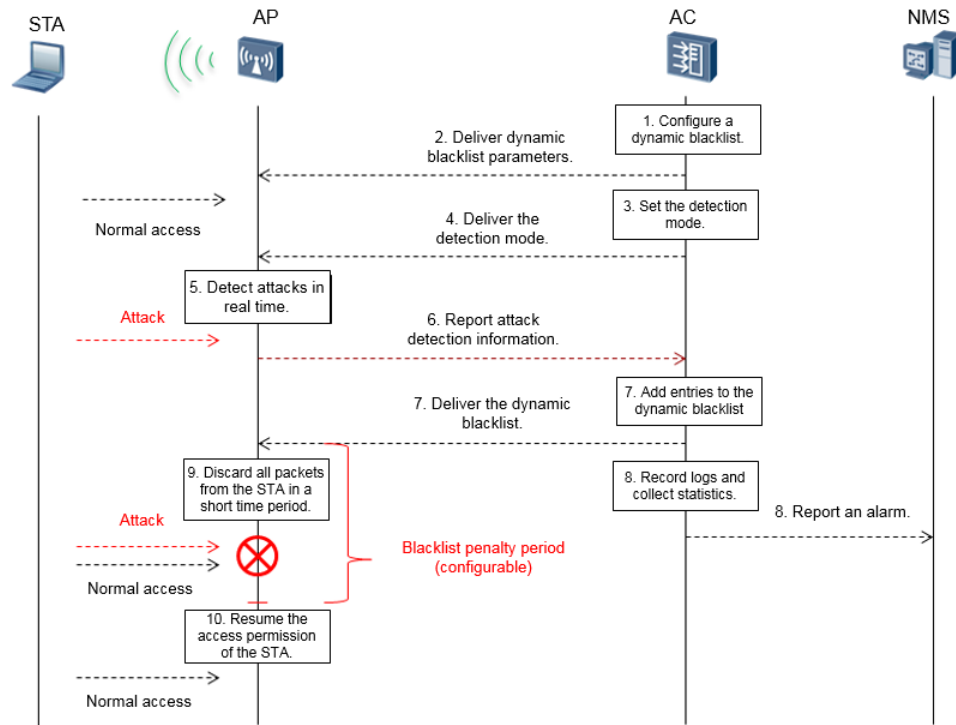 STA
AP
AC
NMS
1. Configure a
dynamic blacklist.
2. Deliver dynamic
blacklist parameters.
3. Set the detection
mode.
Normal access
4. Deliver the
detection mode.
5. Detect attacks in
real time.
Attack
6. Report attack
detection information.
7. Add entries to the
dynamic blacklist
7. Deliver the dynamic
blacklist.
9. Discard all packets
from the STA in a
short time period.
8. Record logs and
collect statistics.
8. Report an alarm.
Attack
Blacklist penalty period
(configurable)
Normal access
10. Resume the
access permission
of the STA.
Normal access